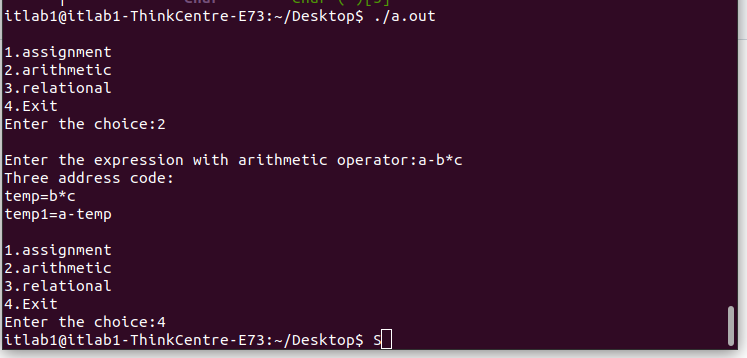 itlab1@itlab1-ThinkCentre-E73:~/Desktop$ ./a.out
1.assignment
2.arithmetic
3.relational
4.Exit
Enter the choice:2
Enter the expression with arithmetic operator:a-b*c
Three address code:
temp=b*c
temp1=a-temp
1.assignment
2.arithmetic
3.relational
4.Exit
Enter the choice:4
itlab1@itlab1-ThinkCentre-E73:~/Desktop$ S